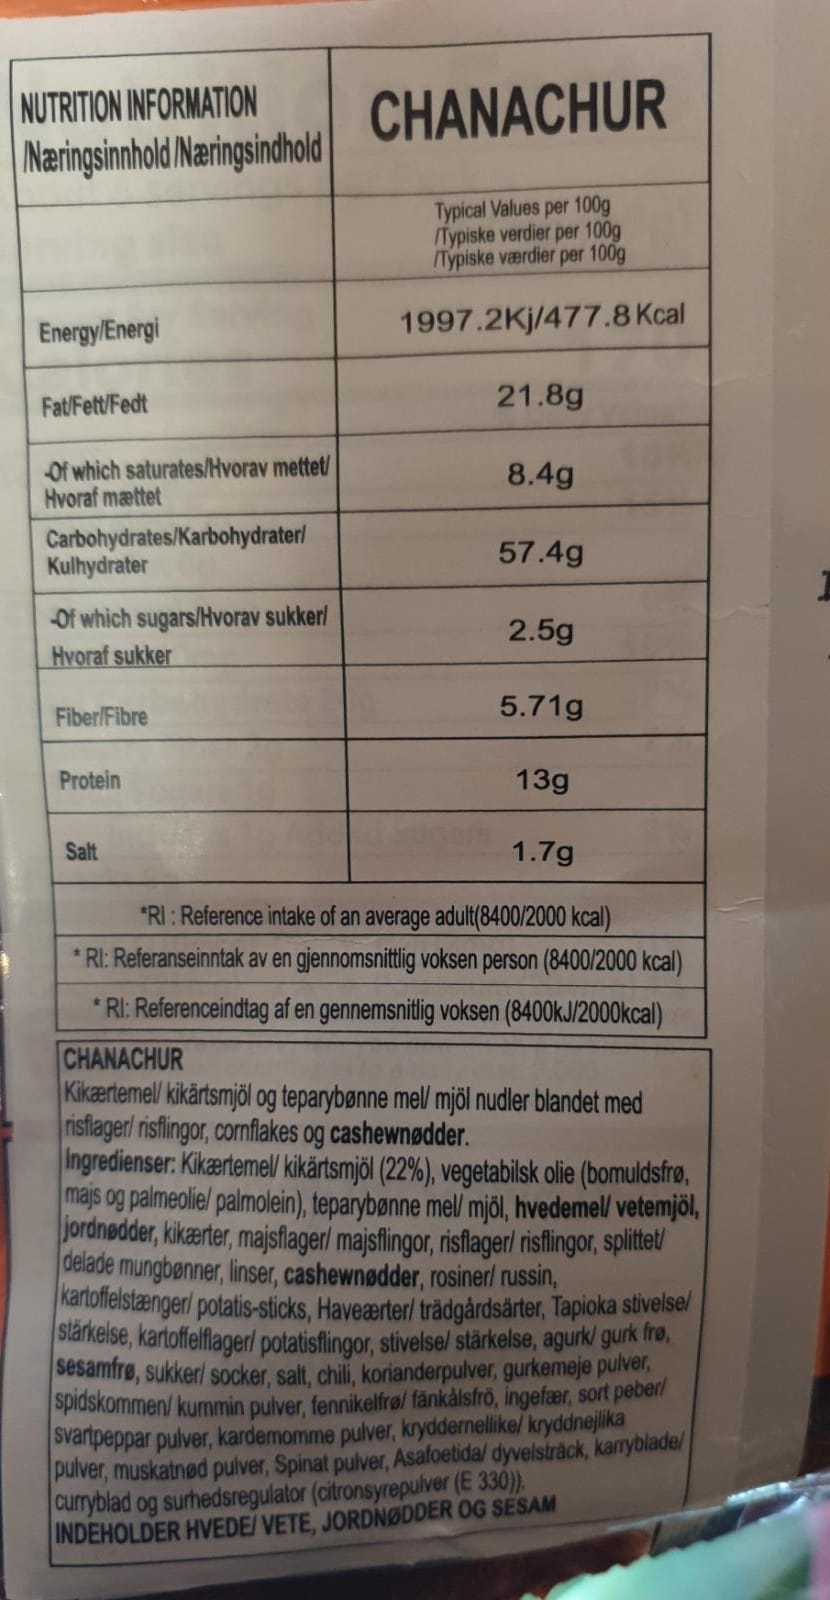 NUTRITION INFORMATION
/Næringsinnhold /Næringsindhold
CHANACHUR
Typical Values per 100g
/Typiske verdier per 100g
/Typiske værdier per 100g
Energy/Energi 1997.2Kj/477.8 Kcal
Fat/Fett/Fedt 21.8g
-Of which saturates/Hvorav mettet/
Hvoraf mættet
8.4g
Carbohydrates/Karbohydrater/
Kulhydrater
57.4g
-Of which sugars/Hvorav sukker/
Hvoraf sukker
2.5g
Fiber/Fibre 5.71g
Protein 13g
Salt 1.7g
*RI : Reference intake of an average adult(8400/2000 kcal)
* RI: Referanseinntak av en gjennomsnittlig voksen person (8400/2000 kcal)
* RI: Referenceindtag af en gennemsnitlig voksen (8400kJ/2000kcal)
CHANACHUR
Kikærtemel/ kikärtsmjöl og teparybønne mel/ mjöl nudler blandet med
risflager/ risflingor, cornflakes og cashewnødder.
Ingredienser: Kikærtemel/ kikärtsmjöl (22%), vegetabilsk olie (bomuldsfrø,
majs og palmeolie/ palmolein), teparybønne mel/ mjöl, hvedemel/ vetemjöl,
jordnødder, kikærter, majsflager/ majsflingor, risflager/ risflingor, splittet/
delade mungbønner, linser, cashewnødder, rosiner/ russin,
kartoffelstænger/ potatis-sticks, Haveærter/ trädgårdsärter, Tapioka stivelse/
stärkelse, kartoffelflager/ potatisflingor, stivelse/ stärkelse, agurk/ gurk frø,
sesamfrø, sukker/ socker, salt, chili, korianderpulver, gurkemeje pulver,
spidskommen/ kummin pulver, fennikelfrø/ fänkålsfrö, ingefær, sort peber/
svartpeppar pulver, kardemomme pulver, kryddernellike/ kryddnejlika
pulver, muskatnød pulver, Spinat pulver, Asafoetida/ dyvelsträck, karryblade/
curryblad og surhedsregulator (citronsyrepulver (E 330)).
INDEHOLDER HVEDE/ VETE, JORDNØDDER OG SESAM